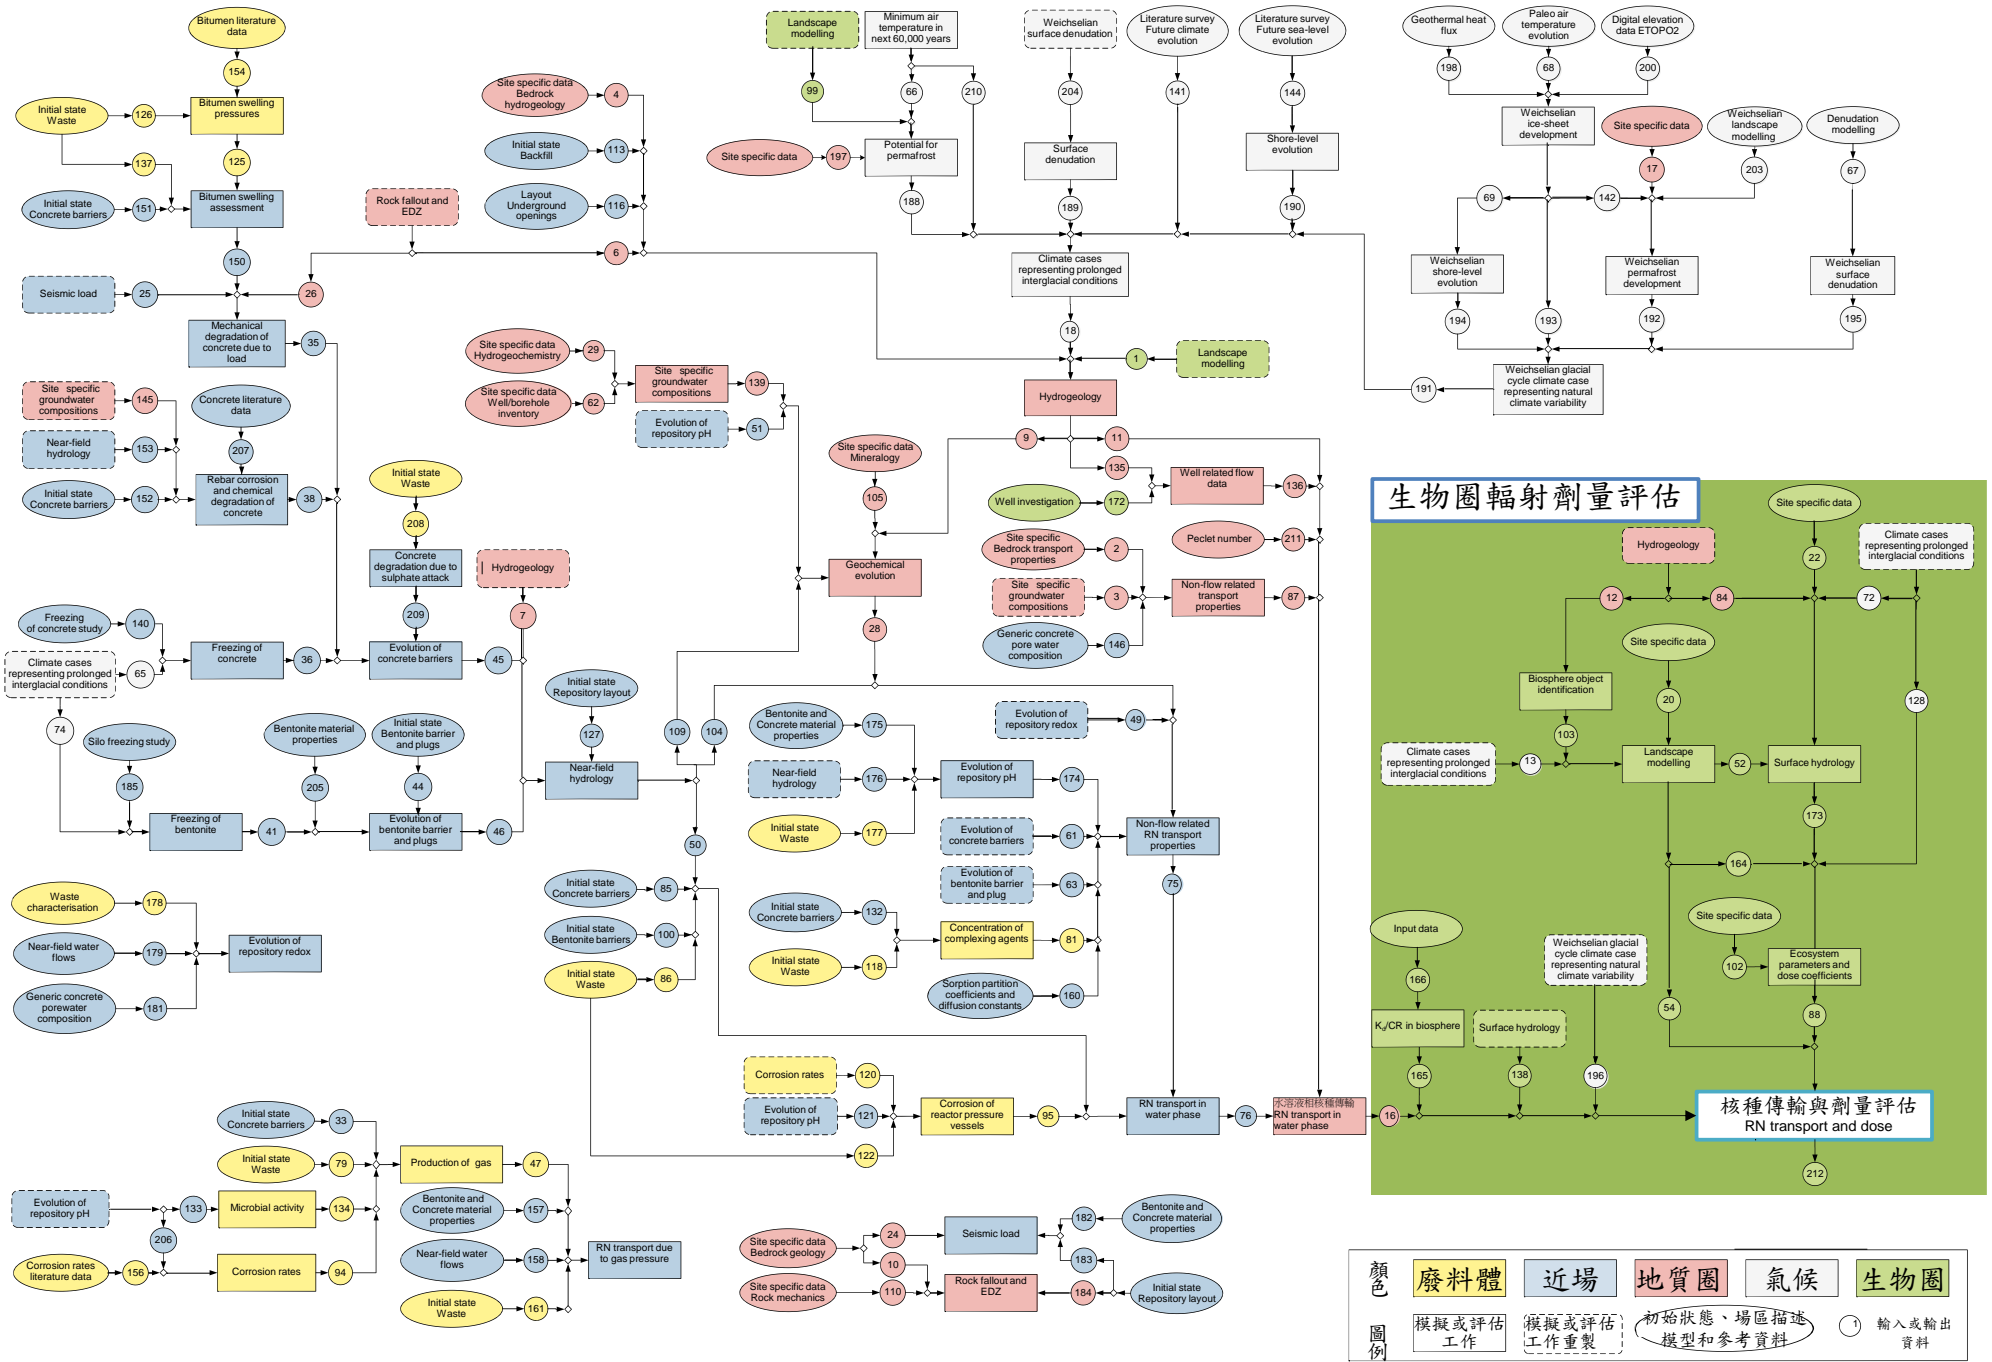 Bitumen literature
data
154
Initial state
Waste
126
Bitumen swelling
pressures
137
125
Initial state
Concrete barriers
151
Bitumen swelling
assessment
150
Seismic load
25
26
Mechanical
degradation of
concrete due to
load
35
Site specific
groundwater
compositions
145
Concrete literature
data
Near-field
hydrology
153
207
Initial state
Concrete barriers
152
Rebar corrosion
and chemical
degradation of
concrete
38
Initial state
Waste
208
Concrete
degradation due to
sulphate attack
209
Hydrogeology
7
Freezing
of concrete study
140
Climate cases
representing prolonged
interglacial conditions
65
Freezing of
concrete
36
Evolution of
concrete barriers
45
74
Silo freezing study
185
Bentonite material
properties
205
Initial state
Bentonite barrier
and plugs
44
Freezing of
bentonite
41
Evolution of
bentonite barrier
and plugs
46
Waste
characterisation
178
Near-field water
flows
179
Generic concrete
porewater
composition
181
Evolution of
repository redox
Site specific data
Bedrock
hydrogeology
4
Initial state
Backfill
113
Layout
Underground
openings
116
Rock fallout and
EDZ
6
Site specific data
Hydrogeochemistry
29
Site specific data
Well/borehole
inventory
62
Site specific
groundwater
compositions
139
Evolution of
repository pH
51
Initial state
Repository layout
127
Near-field
hydrology
109
104
50
Initial state
Concrete barriers
85
Initial state
Bentonite barriers
100
Initial state
Waste
86
Landscape
modelling
99
Minimum air
temperature in
next 60,000 years
66
210
Site specific data
197
Potential for
permafrost
188
Weichselian
surface denudation
204
Surface
denudation
189
Literature survey
Future climate
evolution
141
Literature survey
Future sea-level
evolution
144
Shore-level
evolution
190
Climate cases
representing prolonged
interglacial conditions
18
1
Landscape
modelling
Hydrogeology
9
11
Site specific data
Mineralogy
105
135
Well investigation
172
Well related flow
data
136
Peclet number
211
Geochemical
evolution
28
Site specific
Bedrock transport
properties
2
Site specific
groundwater
compositions
3
Generic concrete
pore water
composition
146
Non-flow related
transport
properties
87
Bentonite and
Concrete material
properties
175
Near-field
hydrology
176
Initial state
Waste
177
Evolution of
repository pH
174
Evolution of
repository redox
49
Evolution of
concrete barriers
61
Evolution of
bentonite barrier
and plug
63
Non-flow related
RN transport
properties
75
Initial state
Concrete barriers
132
Initial state
Waste
118
Concentration of
complexing agents
81
Sorption partition
coefficients and
diffusion constants
160
Corrosion rates
120
Evolution of
repository pH
121
122
Corrosion of
reactor pressure
vessels
95
RN transport in
water phase
76
水溶液相核種傳輸
RN transport in
water phase
16
Geothermal heat
flux
198
Paleo air
temperature
evolution
68
Digital elevation
data ETOPO2
200
Weichselian
ice-sheet
development
Site specific data
17
Weichselian
landscape
modelling
203
Denudation
modelling
67
69
142
Weichselian
shore-level
evolution
194
193
Weichselian
permafrost
development
192
Weichselian
surface
denudation
195
Weichselian glacial
cycle climate case
representing natural
climate variability
191
生物圈輻射劑量評估
Site specific data
22
Hydrogeology
12
84
Climate cases
representing prolonged
interglacial conditions
72
Site specific data
20
128
Biosphere object
identification
103
Climate cases
representing prolonged
interglacial conditions
13
Landscape
modelling
52
Surface hydrology
173
164
Input data
166
Weichselian glacial
cycle climate case
representing natural
climate variability
Site specific data
102
Ecosystem
parameters and
dose coefficients
54
88
Kd/CR in biosphere
165
Surface hydrology
138
196
核種傳輸與劑量評估
RN transport and dose
212
Initial state
Concrete barriers
33
Initial state
Waste
79
Production of gas
47
Evolution of
repository pH
133
Microbial activity
134
206
Corrosion rates
literature data
156
Corrosion rates
94
Bentonite and
Concrete material
properties
157
Near-field water
flows
158
Initial state
Waste
161
RN transport due
to gas pressure
Site specific data
Bedrock geology
24
10
Site specific data
Rock mechanics
110
Seismic load
Rock fallout and
EDZ
182
Bentonite and
Concrete material
properties
183
184
Initial state
Repository layout
顏色
廢料體
近場
地質圈
氣候
生物圈
圖例
模擬或評估
工作
模擬或評估
工作重製
初始狀態、場區描述
模型和參考資料
1
輸入或輸出
資料